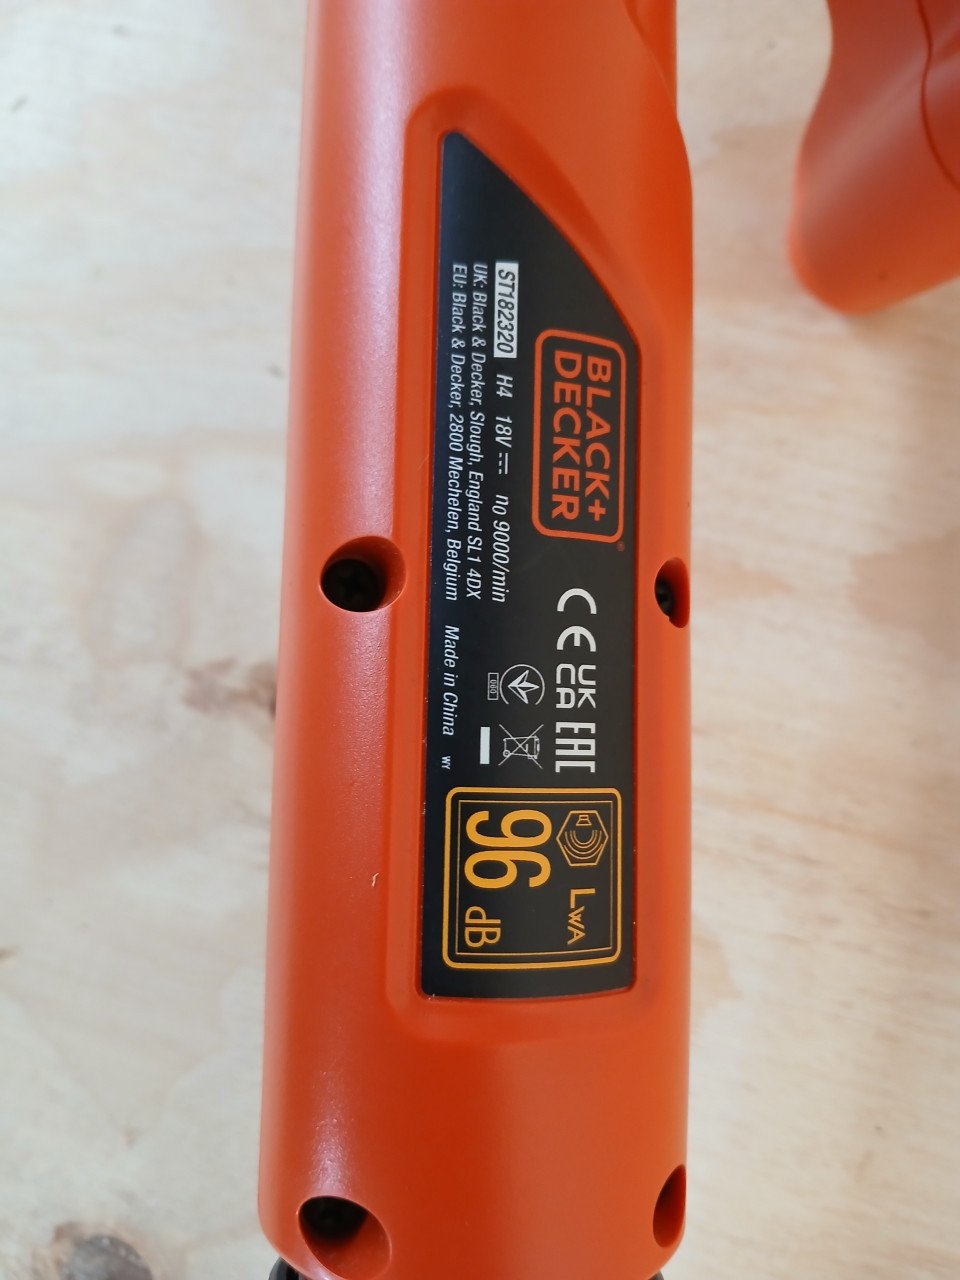 BLACK+
DECKER®
CE UK
CA EAC
ST182320 H4 18V no 9000/min
UK: Black & Decker, Slough, England SL1 4DX
EU: Black & Decker, 2800 Mechelen, Belgium Made in China WY
LWA
96 dB